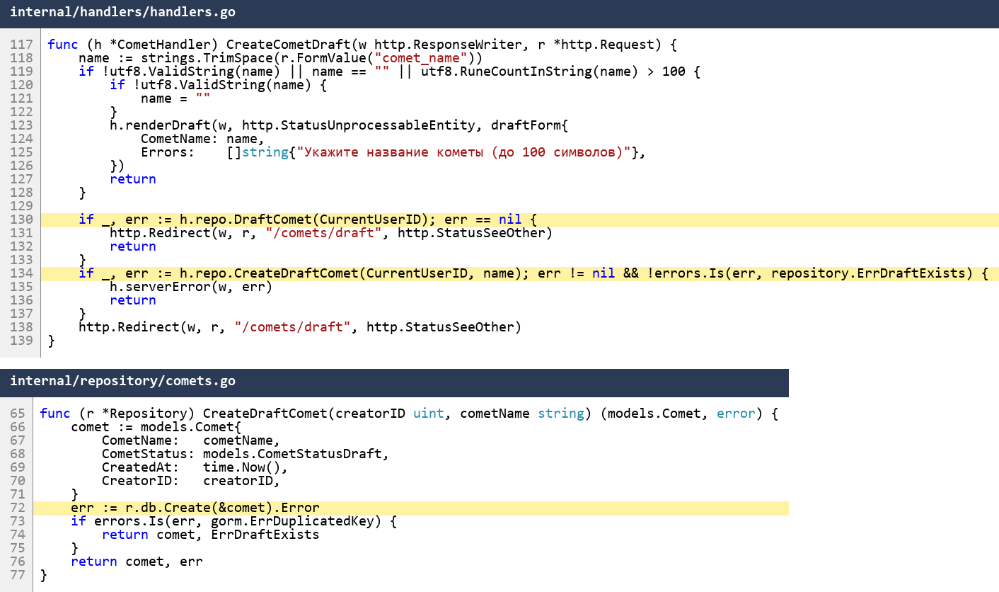 internal/handlers/handlers.go
117 func (h *CometHandler) CreateCometDraft(w http.ResponseWriter, r *http.Request) {
118     name := strings.TrimSpace(r.FormValue("comet_name"))
119     if !utf8.ValidString(name) || name == "" || utf8.RuneCountInString(name) > 100 {
120         if !utf8.ValidString(name) {
121             name = ""
122         }
123         h.renderDraft(w, http.StatusUnprocessableEntity, draftForm{
124             CometName: name,
125             Errors:    []string{"Укажите название кометы (до 100 символов)"},
126         })
127         return
128     }
129
130     if _, err := h.repo.DraftComet(CurrentUserID); err == nil {
131         http.Redirect(w, r, "/comets/draft", http.StatusSeeOther)
132         return
133     }
134     if _, err := h.repo.CreateDraftComet(CurrentUserID, name); err != nil && !errors.Is(err, repository.ErrDraftExists) {
135         h.serverError(w, err)
136         return
137     }
138     http.Redirect(w, r, "/comets/draft", http.StatusSeeOther)
139 }
internal/repository/comets.go
65 func (r *Repository) CreateDraftComet(creatorID uint, cometName string) (models.Comet, error) {
66     comet := models.Comet{
67         CometName:   cometName,
68         CometStatus: models.CometStatusDraft,
69         CreatedAt:   time.Now(),
70         CreatorID:   creatorID,
71     }
72     err := r.db.Create(&comet).Error
73     if errors.Is(err, gorm.ErrDuplicatedKey) {
74         return comet, ErrDraftExists
75     }
76     return comet, err
77 }